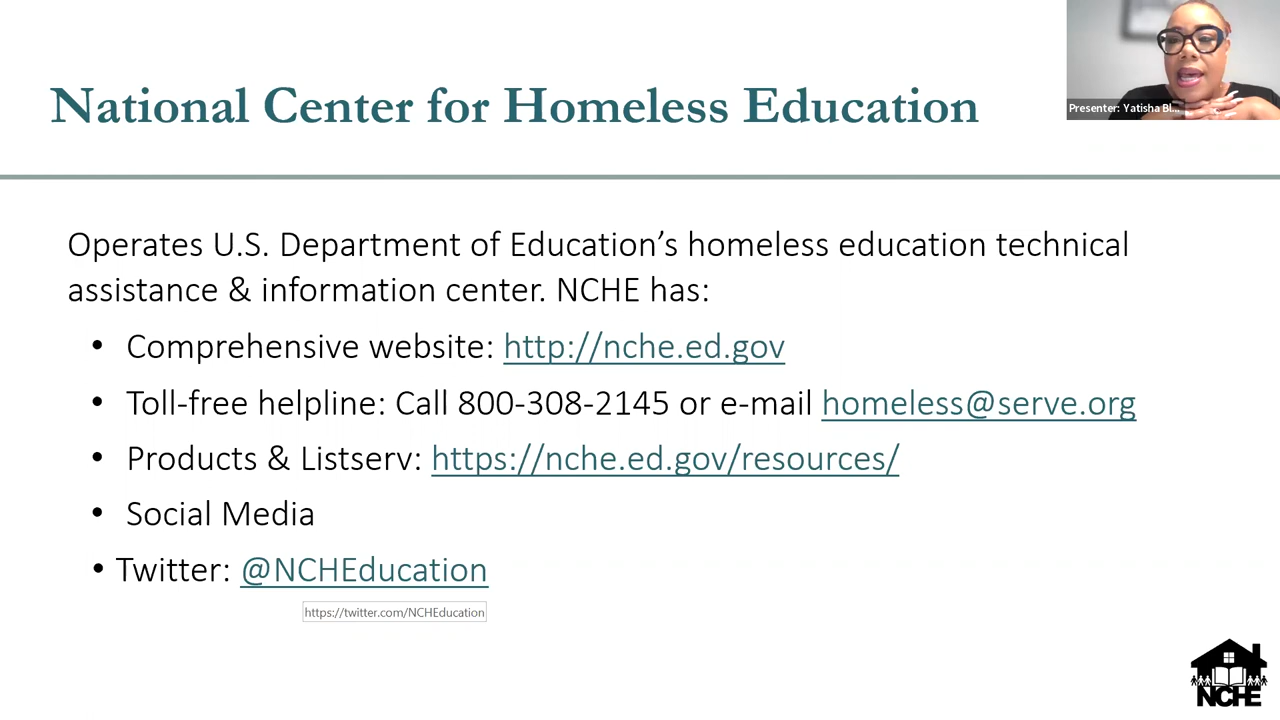 National Center for Homeless Education
Presenter: Yatisha Bl...
Operates U.S. Department of Education’s homeless education technical
assistance & information center. NCHE has:
• Comprehensive website: http://nche.ed.gov
• Toll-free helpline: Call 800-308-2145 or e-mail homeless@serve.org
• Products & Listserv: https://nche.ed.gov/resources/
• Social Media
• Twitter: @NCHEducation
https://twitter.com/NCHEducation
NCHE